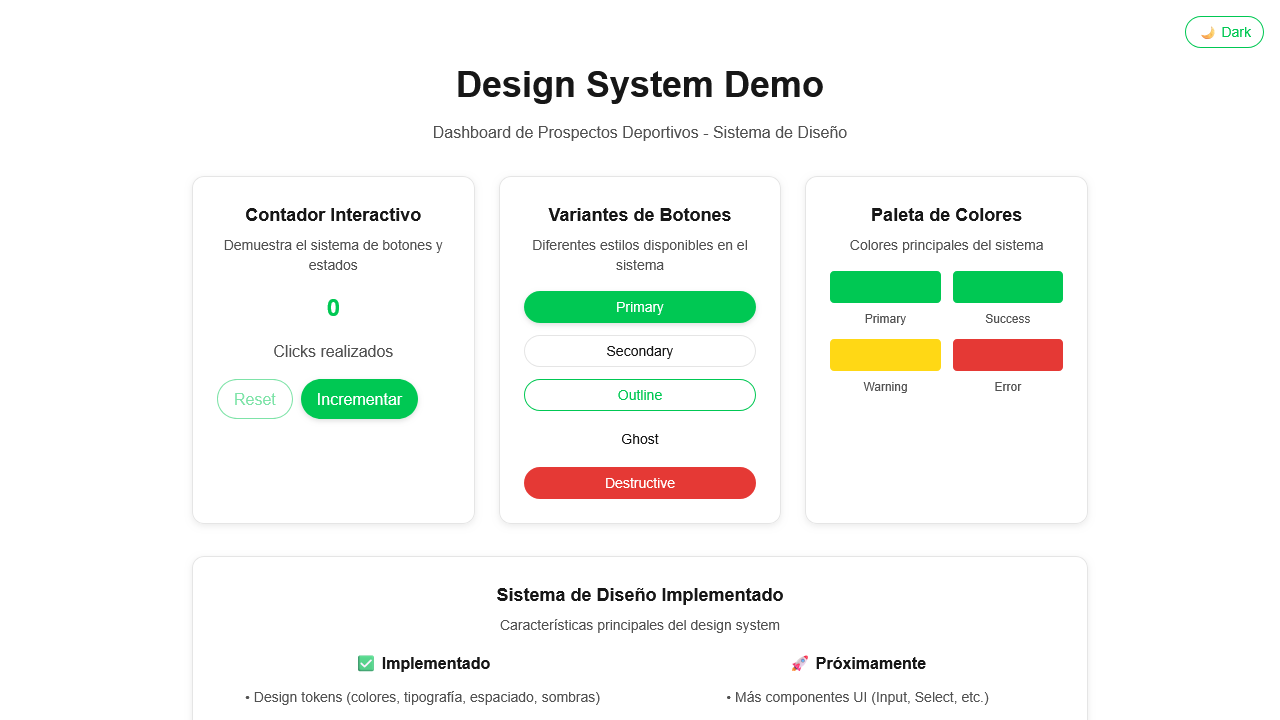 🌙 Dark
Design System Demo
Dashboard de Prospectos Deportivos - Sistema de Diseño
Contador Interactivo
Demuestra el sistema de botones y
estados
0
Clicks realizados
Reset
Incrementar
Variantes de Botones
Diferentes estilos disponibles en el
sistema
Primary
Secondary
Outline
Ghost
Destructive
Paleta de Colores
Colores principales del sistema
Primary
Success
Warning
Error
Sistema de Diseño Implementado
Características principales del design system
✅ Implementado
• Design tokens (colores, tipografía, espaciado, sombras)
🚀 Próximamente
• Más componentes UI (Input, Select, etc.)